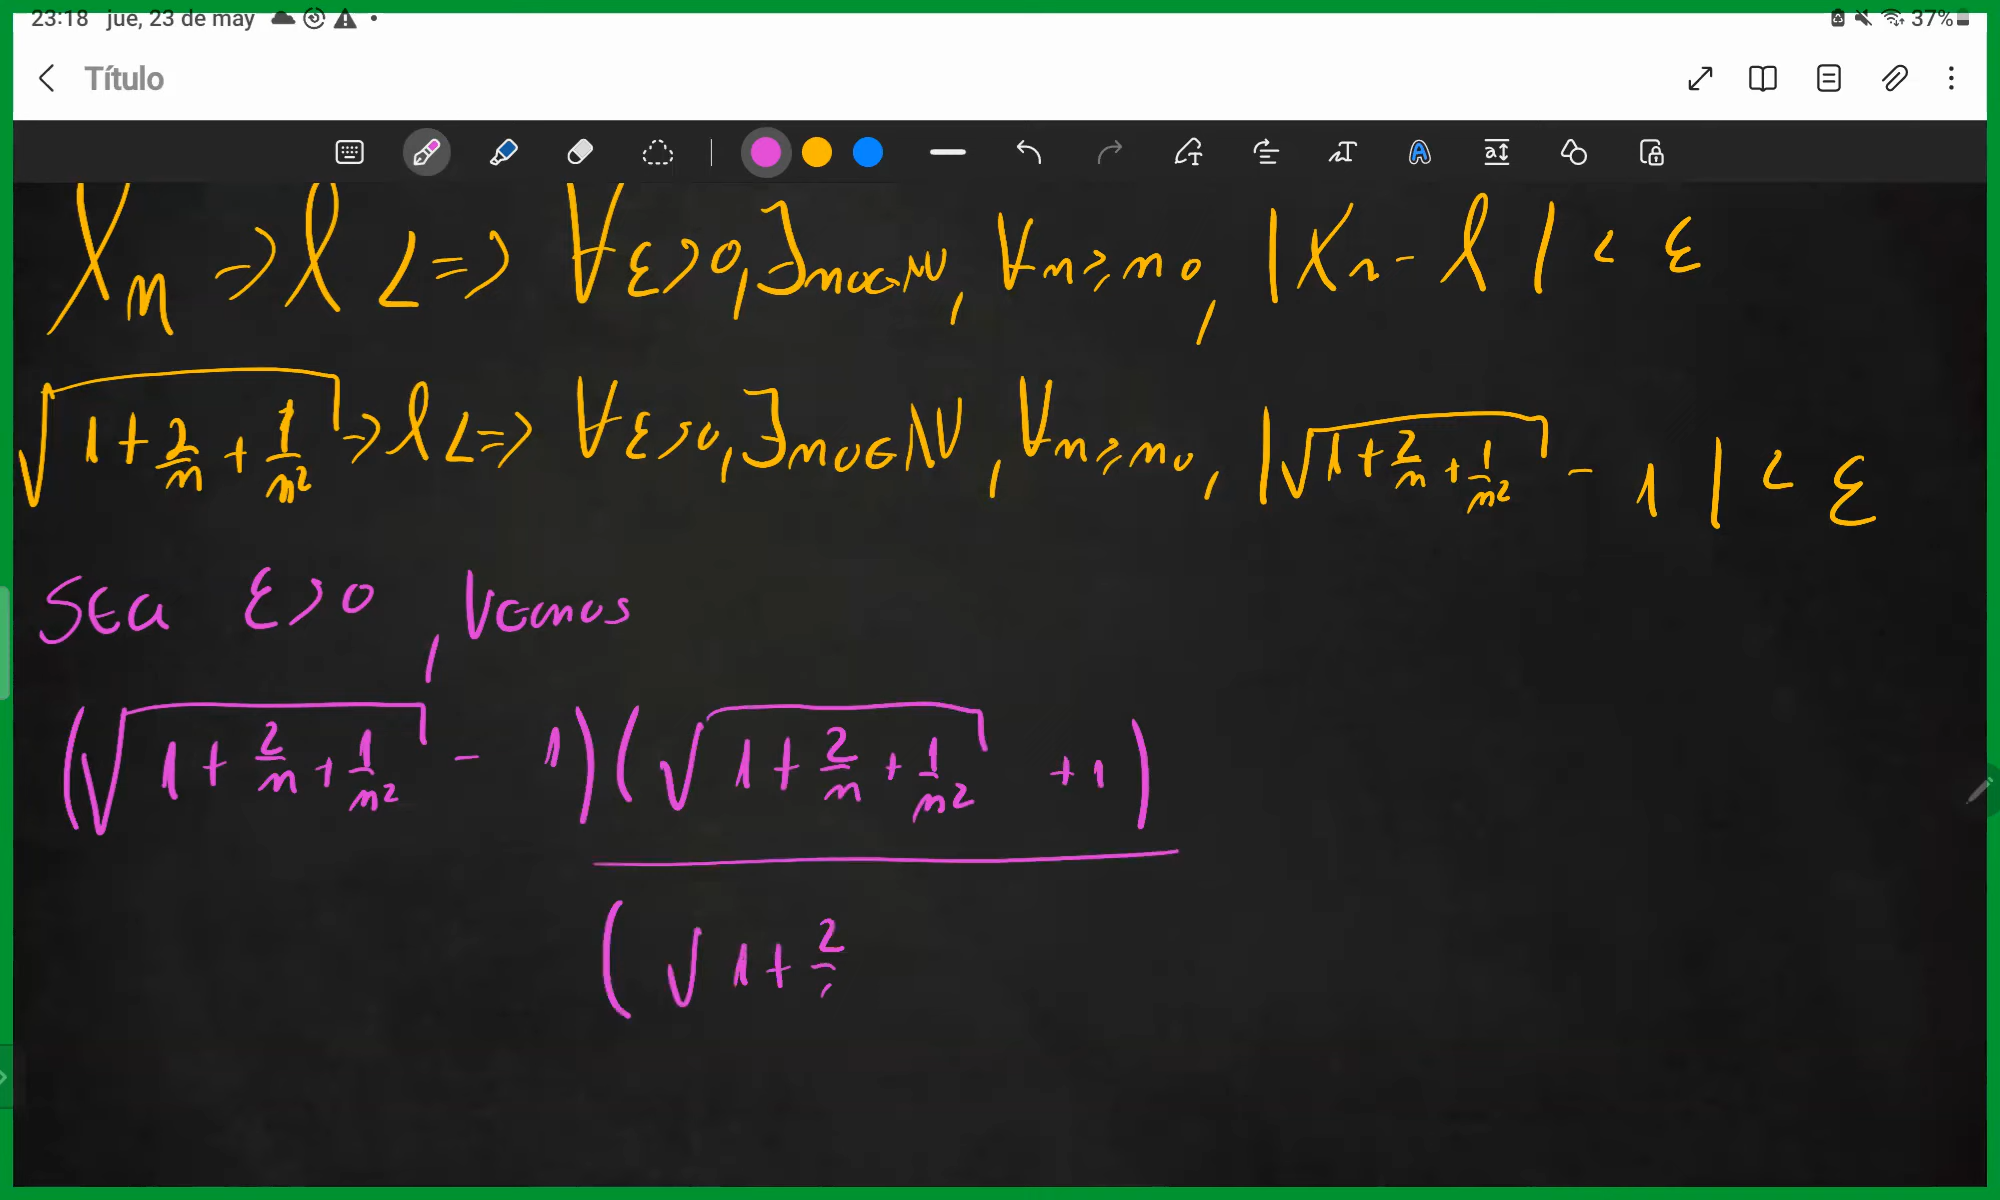 23:18 jue, 23 de may 37%
Título
Xn → l <=> ∀ε>0, ∃n0∈N, ∀n≥n0, |Xn - l| < ε
√(1+2/n+1/n²) → l <=> ∀ε>0, ∃n0∈N, ∀n≥n0, |√(1+2/n+1/n²) - 1| < ε
Sea ε>0, Veamos
(√(1+2/n+1/n²) - 1)(√(1+2/n+1/n²) +1)
(√1+2/